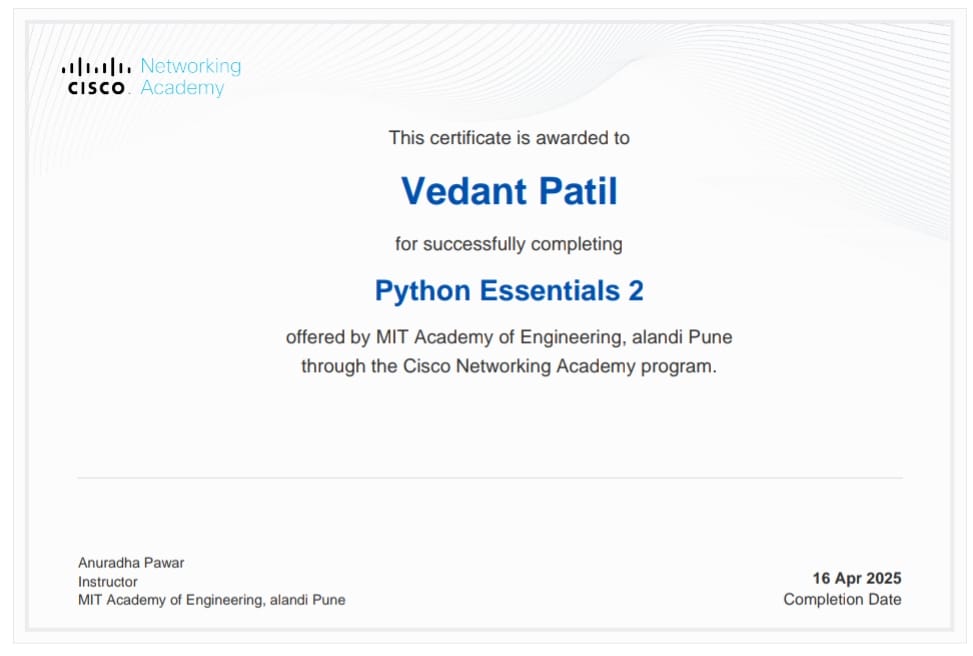 Networking
CISCO. Academy
This certificate is awarded to
Vedant Patil
for successfully completing
Python Essentials 2
offered by MIT Academy of Engineering, alandi Pune
through the Cisco Networking Academy program.
Anuradha Pawar
Instructor
MIT Academy of Engineering, alandi Pune
16 Apr 2025
Completion Date